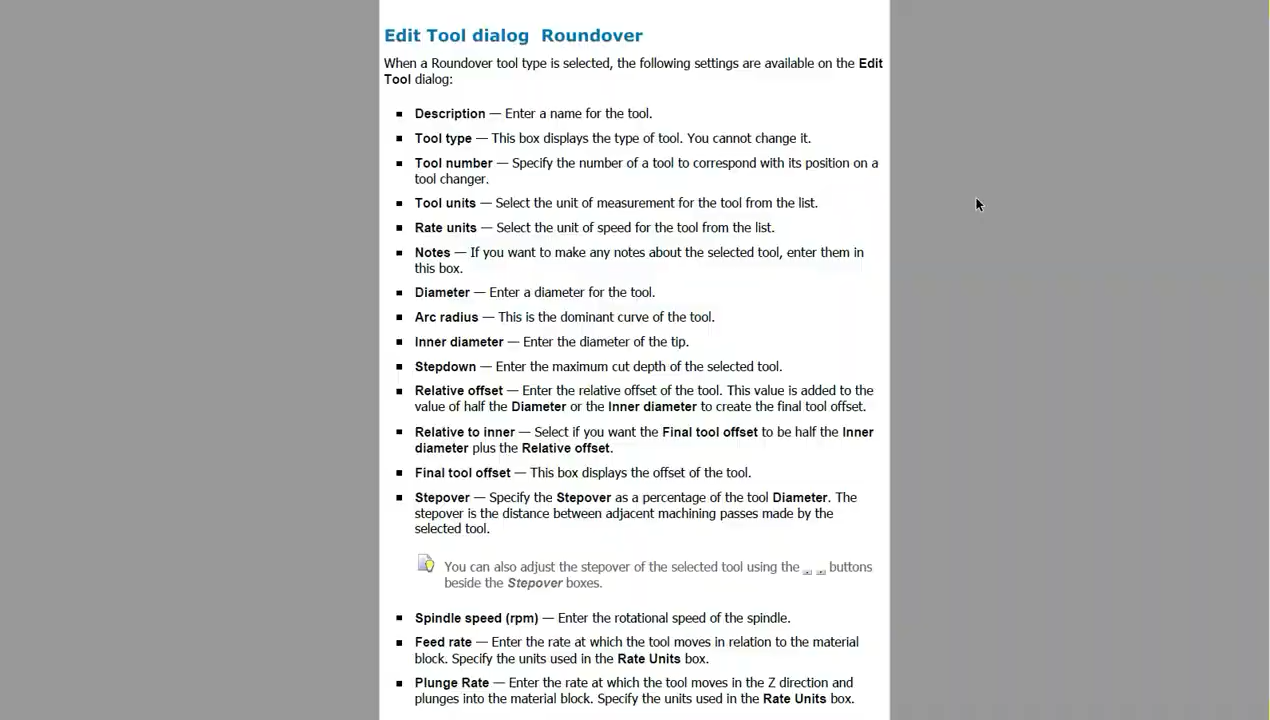 Edit Tool dialog  Roundover
When a Roundover tool type is selected, the following settings are available on the Edit
Tool dialog:
▪ Description — Enter a name for the tool.
▪ Tool type — This box displays the type of tool. You cannot change it.
▪ Tool number — Specify the number of a tool to correspond with its position on a
tool changer.
▪ Tool units — Select the unit of measurement for the tool from the list.
▪ Rate units — Select the unit of speed for the tool from the list.
▪ Notes — If you want to make any notes about the selected tool, enter them in
this box.
▪ Diameter — Enter a diameter for the tool.
▪ Arc radius — This is the dominant curve of the tool.
▪ Inner diameter — Enter the diameter of the tip.
▪ Stepdown — Enter the maximum cut depth of the selected tool.
▪ Relative offset — Enter the relative offset of the tool. This value is added to the
value of half the Diameter or the Inner diameter to create the final tool offset.
▪ Relative to inner — Select if you want the Final tool offset to be half the Inner
diameter plus the Relative offset.
▪ Final tool offset — This box displays the offset of the tool.
▪ Stepover — Specify the Stepover as a percentage of the tool Diameter. The
stepover is the distance between adjacent machining passes made by the
selected tool.
You can also adjust the stepover of the selected tool using the buttons
beside the Stepover boxes.
▪ Spindle speed (rpm) — Enter the rotational speed of the spindle.
▪ Feed rate — Enter the rate at which the tool moves in relation to the material
block. Specify the units used in the Rate Units box.
▪ Plunge Rate — Enter the rate at which the tool moves in the Z direction and
plunges into the material block. Specify the units used in the Rate Units box.